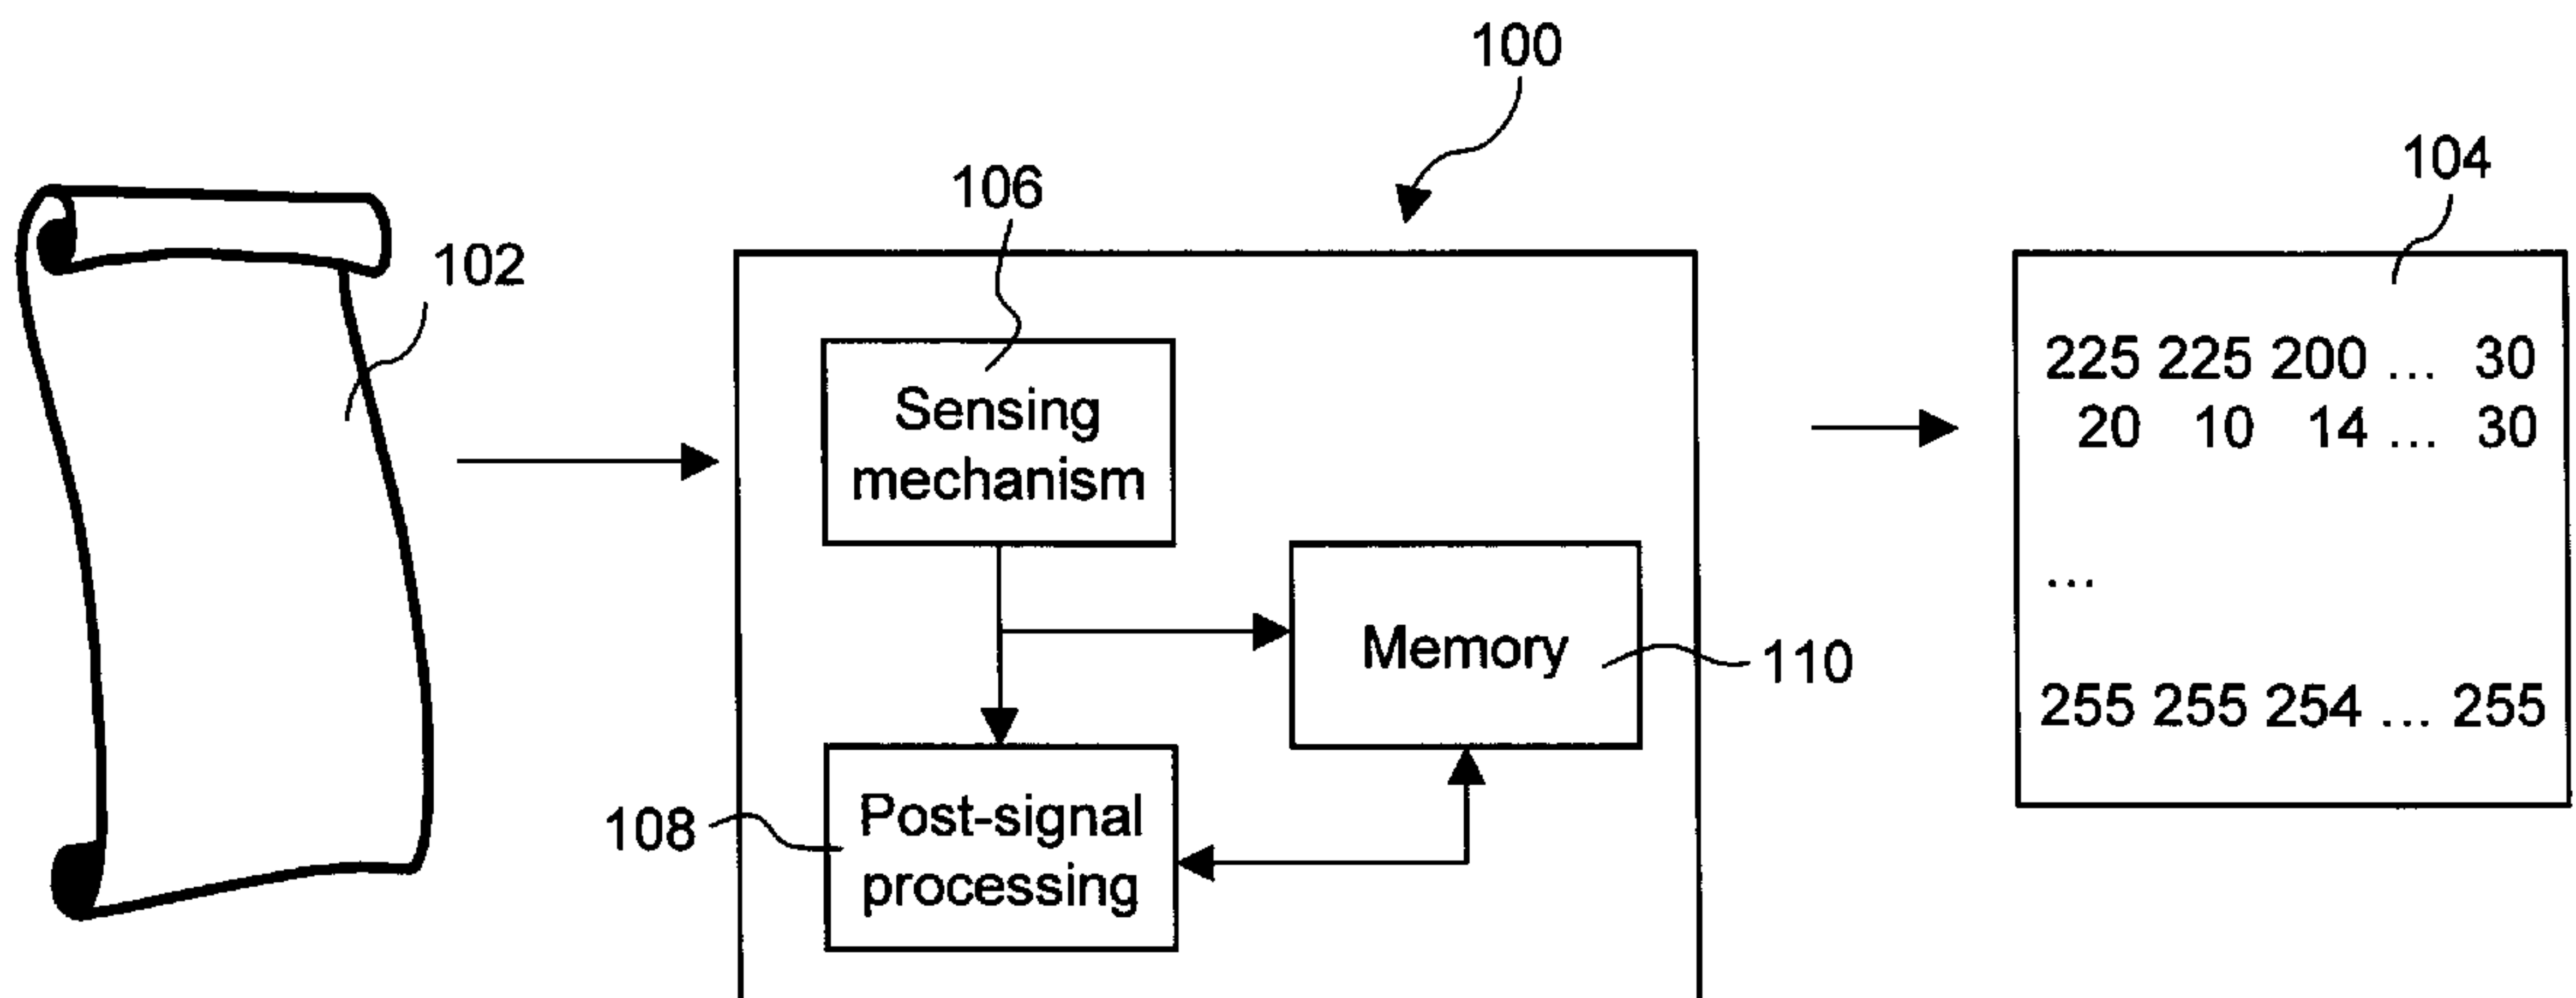 100
104
106
102
225 225 200 ... 30
20 10 14 ... 30
...
255 255 254 ... 255
Sensing
mechanism
Memory
110
108
Post-signal
processing